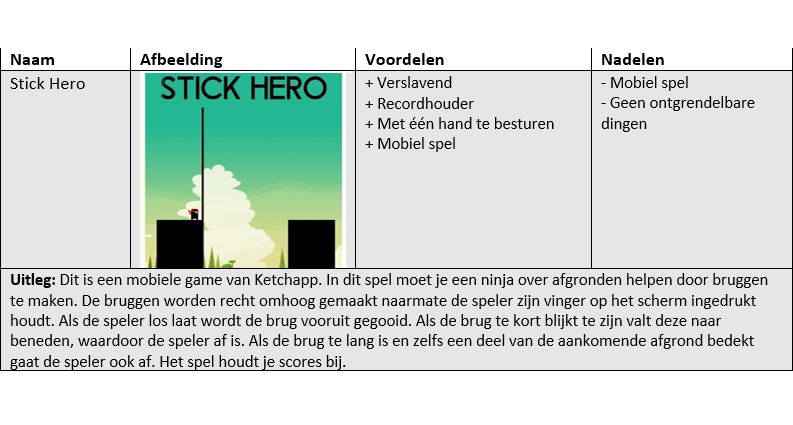 Naam Afbeelding Voordelen Nadelen
Stick Hero
STICK HERO
+ Verslavend
+ Recordhouder
+ Met één hand te besturen
+ Mobiel spel
- Mobiel spel
- Geen ontgrendelbare
dingen
Uitleg: Dit is een mobiele game van Ketchapp. In dit spel moet je een ninja over afgronden helpen door bruggen
te maken. De bruggen worden recht omhoog gemaakt naarmate de speler zijn vinger op het scherm ingedrukt
houdt. Als de speler los laat wordt de brug vooruit gegooid. Als de brug te kort blijkt te zijn valt deze naar
beneden, waardoor de speler af is. Als de brug te lang is en zelfs een deel van de aankomende afgrond bedekt
gaat de speler ook af. Het spel houdt je scores bij.